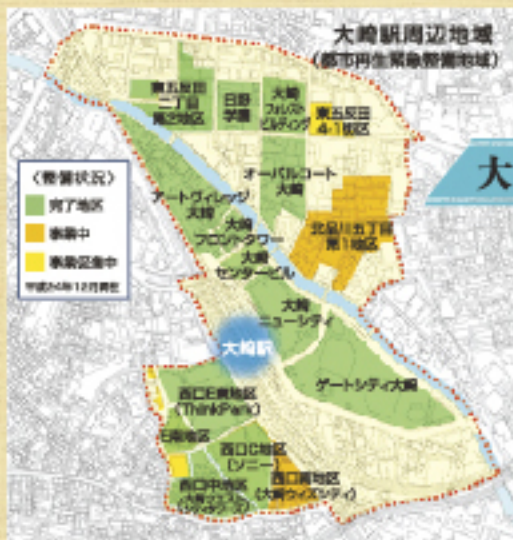 大崎駅周辺地域
(都市再生緊急整備地域)
東五反田
二丁目
第2地区
日野
学園
大崎
フォレスト
ビルディング
東五反田
4-1街区
大
〈整備状況〉
完了地区
事業中
事業準備中
平成24年12月現在
オーバルコート
大崎
アートヴィレッジ
大崎
大崎
フロントタワー
北品川五丁目
第1地区
大崎
センタービル
大崎
ニューシティ
大崎駅
ゲートシティ大崎
西口E東地区
(ThinkPark)
E南地区
西口C地区
(ソニー)
西口中地区
西口南地区
(大崎ウィズシティ)